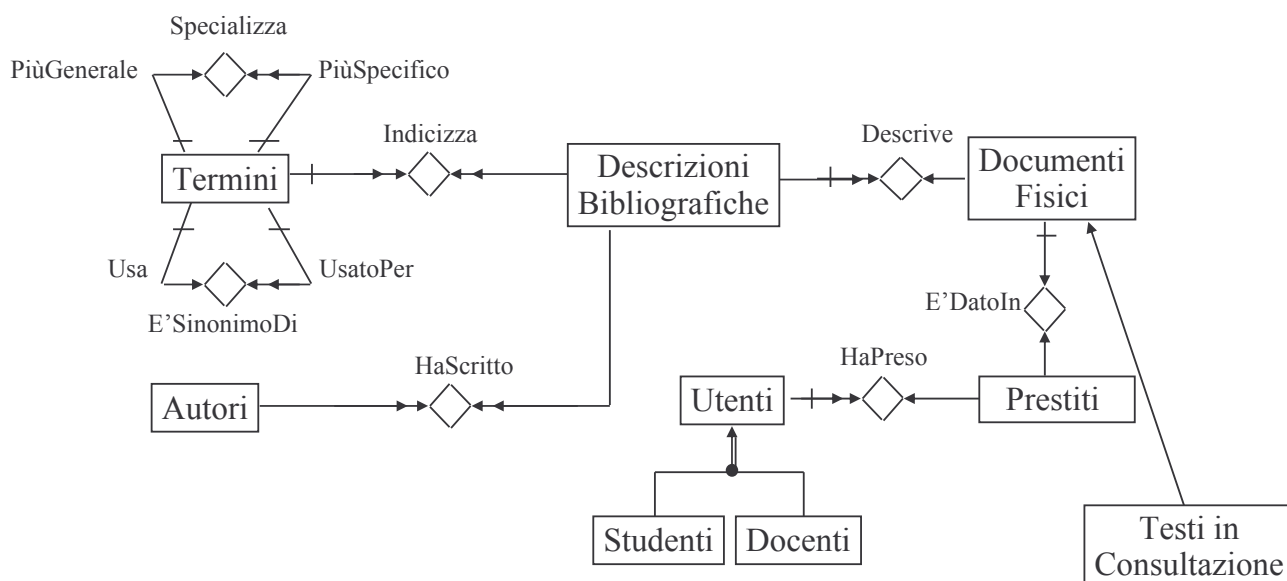 Specializza
PiùGenerale
PiùSpecifico
Indicizza
Descrive
Termini
Descrizioni
Bibliografiche
Documenti
Fisici
Usa
UsatoPer
E’SinonimoDi
E’DatoIn
HaScritto
HaPreso
Autori
Utenti
Prestiti
Studenti
Docenti
Testi in
Consultazione